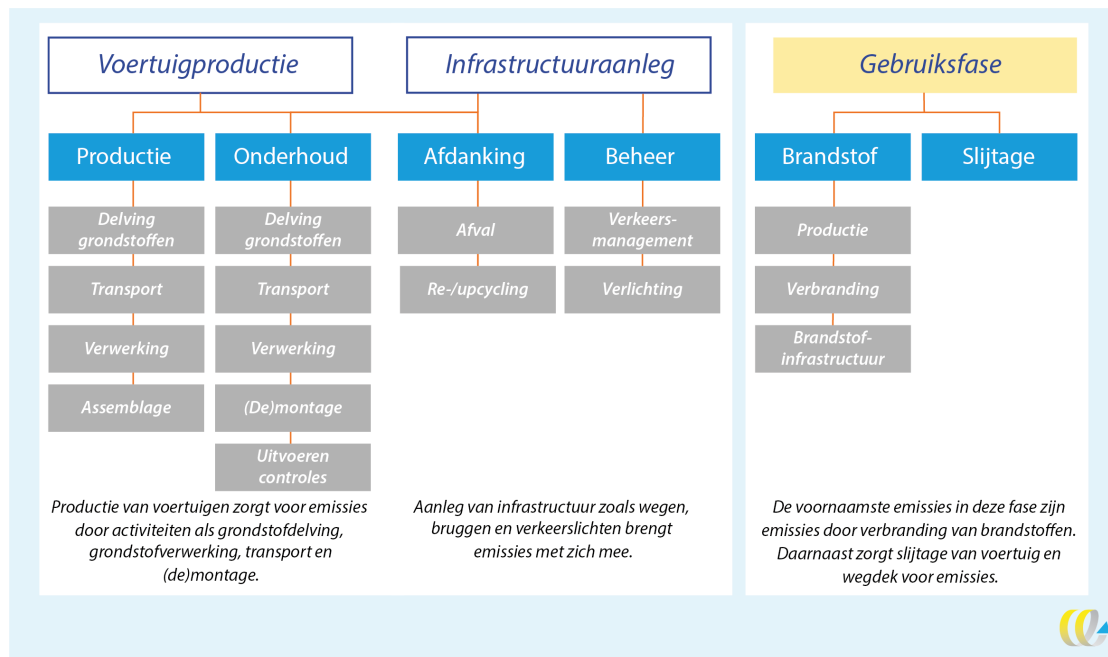 Voertuigproductie
Infrastructuuraanleg
Gebruiksfase
Productie
Onderhoud
Afdanking
Beheer
Brandstof
Slijtage
Delving
grondstoffen
Transport
Verwerking
Assemblage
Delving
grondstoffen
Transport
Verwerking
(De)montage
Uitvoeren
controles
Afval
Re-/upcycling
Verkeers-
management
Verlichting
Productie
Verbranding
Brandstof-
infrastructuur
Productie van voertuigen zorgt voor emissies
door activiteiten als grondstofdelving,
grondstofverwerking, transport en
(de)montage.
Aanleg van infrastructuur zoals wegen,
bruggen en verkeerslichten brengt
emissies met zich mee.
De voornaamste emissies in deze fase zijn
emissies door verbranding van brandstoffen.
Daarnaast zorgt slijtage van voertuig en
wegdek voor emissies.